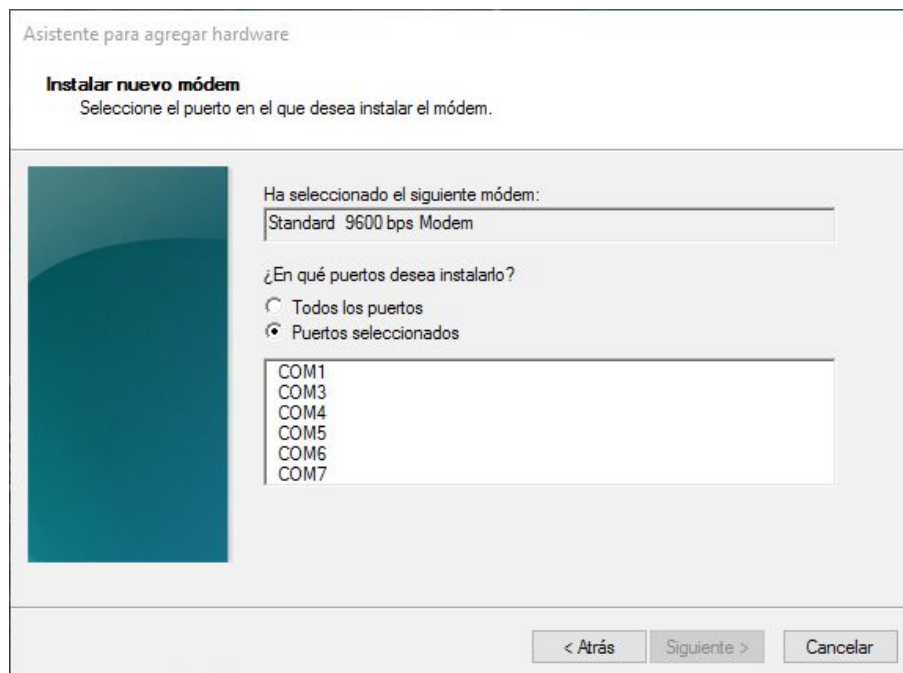 Asistente para agregar hardware
Instalar nuevo módem
Seleccione el puerto en el que desea instalar el módem.
Ha seleccionado el siguiente módem:
Standard 9600 bps Modem
¿En qué puertos desea instalarlo?
Todos los puertos
Puertos seleccionados
COM1
COM3
COM4
COM5
COM6
COM7
< Atrás Siguiente > Cancelar